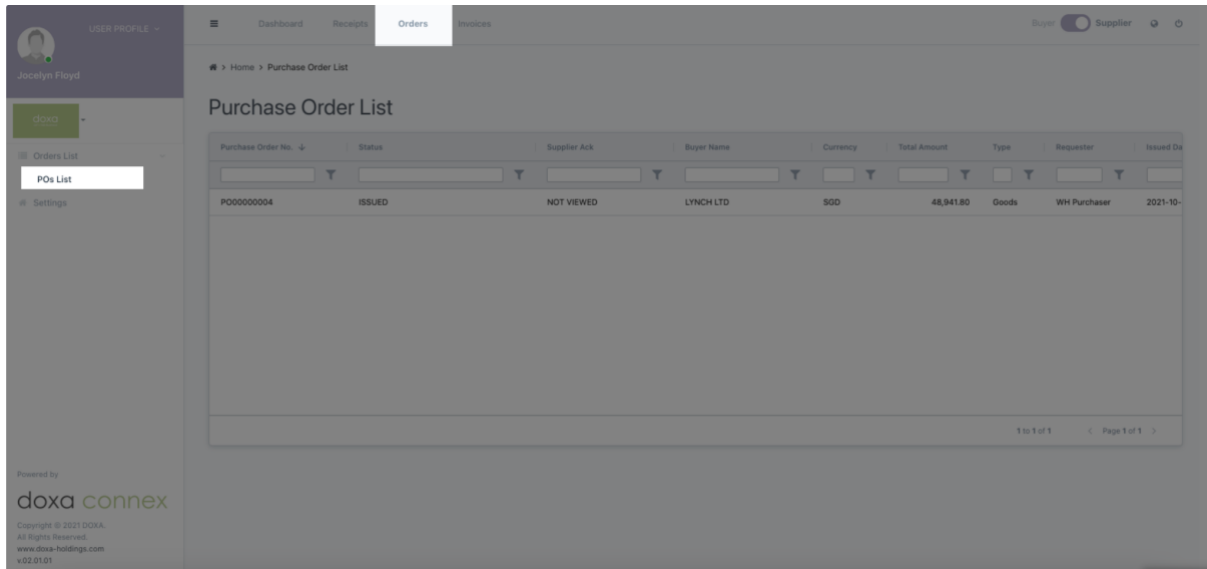 USER PROFILE
Jocelyn Floyd
Dashboard Receipts Orders Invoices
Buyer Supplier
> Home > Purchase Order List
doxa
Orders List
POs List
Settings
Purchase Order List
Purchase Order No. Status Supplier Ack Buyer Name Currency Total Amount Type Requester Issued Da
PO00000004 ISSUED NOT VIEWED LYNCH LTD SGD 48,941.80 Goods WH Purchaser 2021-10-
1 to 1 of 1 < Page 1 of 1 >
Powered by
doxa connex
Copyright © 2021 DOXA.
All Rights Reserved.
www.doxa-holdings.com
v.02.01.01